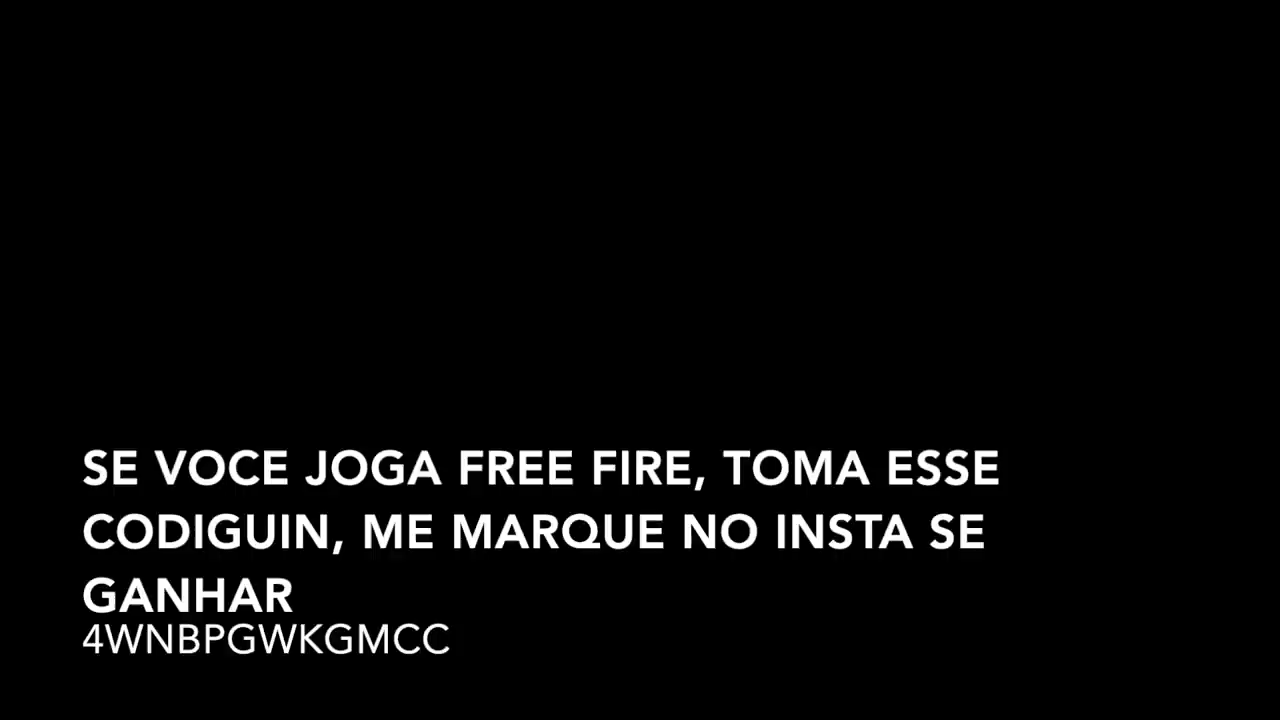 SE VOCE JOGA FREE FIRE, TOMA ESSE
CODIGUIN, ME MARQUE NO INSTA SE
GANHAR
4WNBPGWKGMCC